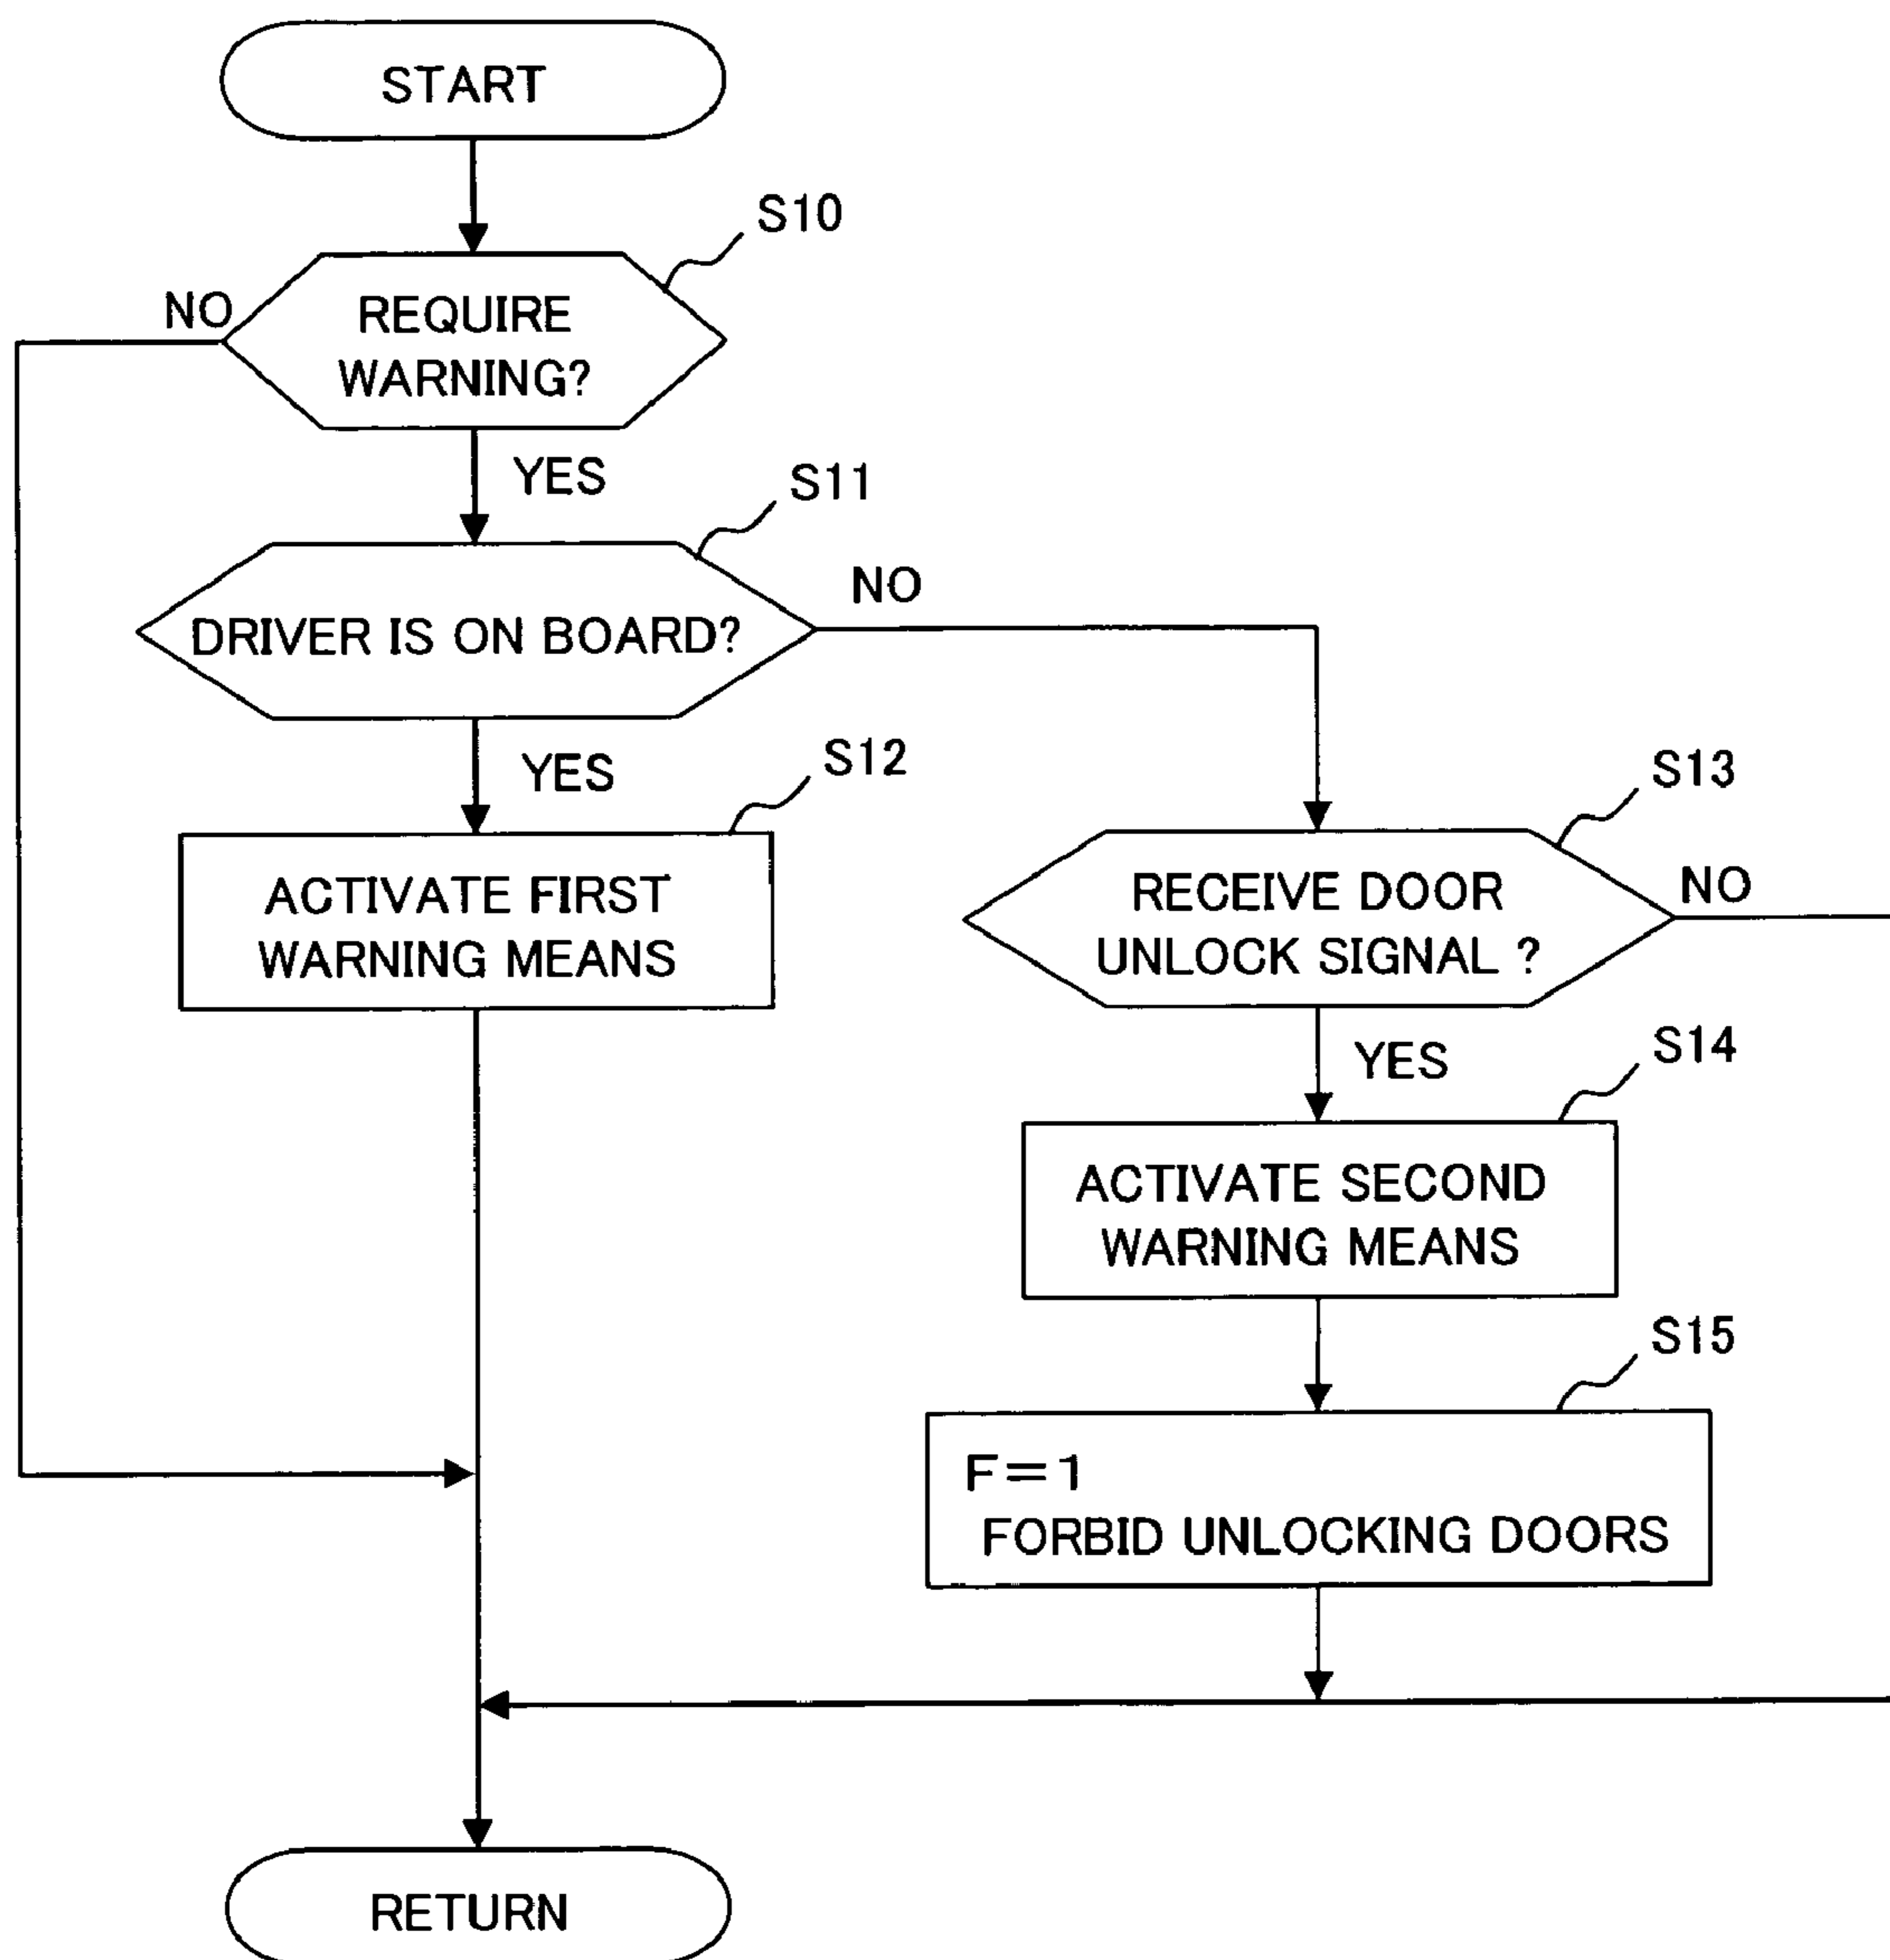 START
S10
NO
REQUIRE
WARNING?
YES
S11
NO
DRIVER IS ON BOARD?
YES
S12
S13
ACTIVATE FIRST
WARNING MEANS
RECEIVE DOOR
UNLOCK SIGNAL ?
NO
YES
S14
ACTIVATE SECOND
WARNING MEANS
S15
F=1
FORBID UNLOCKING DOORS
RETURN